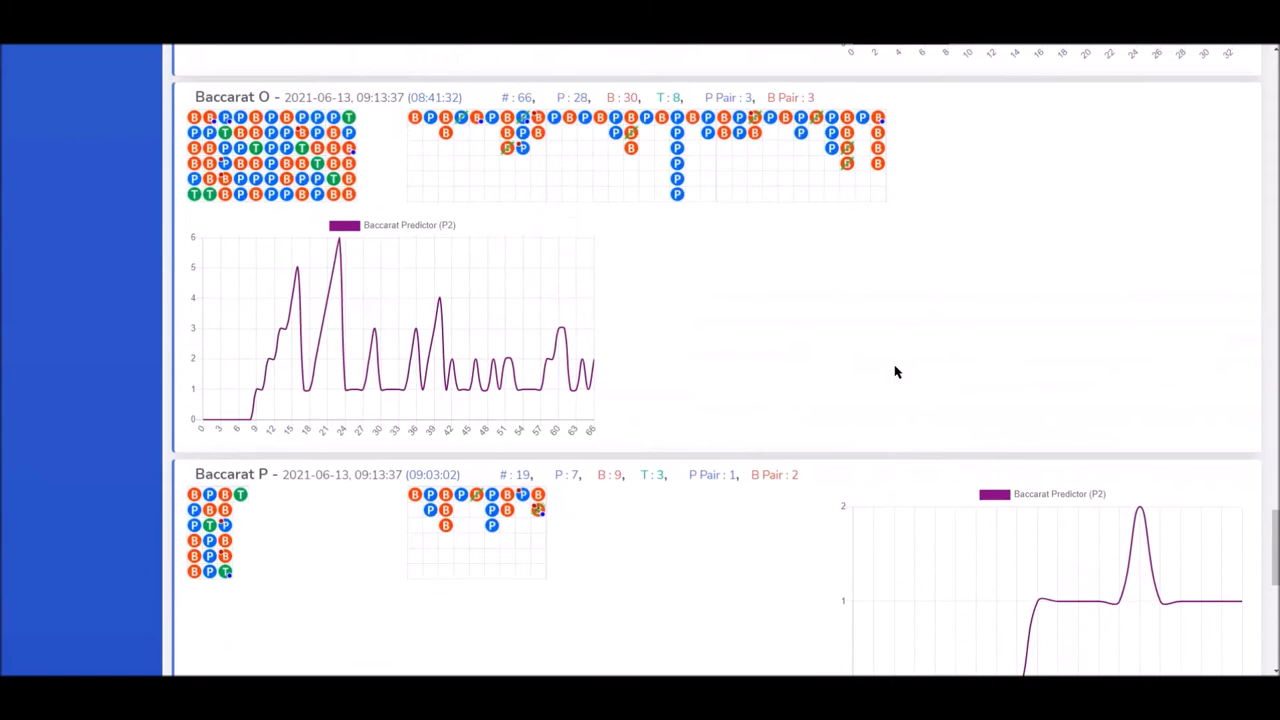 0 2 4 6 8 10 12 14 16 18 20 22 24 26 28 30 32
Baccarat O - 2021-06-13, 09:13:37 (08:41:32) # : 66, P : 28, B : 30, T : 8, P Pair : 3, B Pair : 3
B B P P B P B P P P T
P P T B P P P B P B P
B B B P T P P T B B B
B B P B P B B T B B
B P B P P P B P P T B
T T B P B P P B P B B
B P B P B P B P B P B P B P B P B P B P B P B P B P B P B P B
Baccarat Predictor (P2)
6
5
4
3
2
1
0
0 3 6 9 12 15 18 21 24 27 30 33 36 39 42 45 48 51 54 57 60 63 66
Baccarat P - 2021-06-13, 09:13:37 (09:03:02) # : 19, P : 7, B : 9, T : 3, P Pair : 1, B Pair : 2
B P B T
P B B
P T P
B P B
B P B
B P T
B P B P B P B P B
P B P B
B P
Baccarat Predictor (P2)
2
1